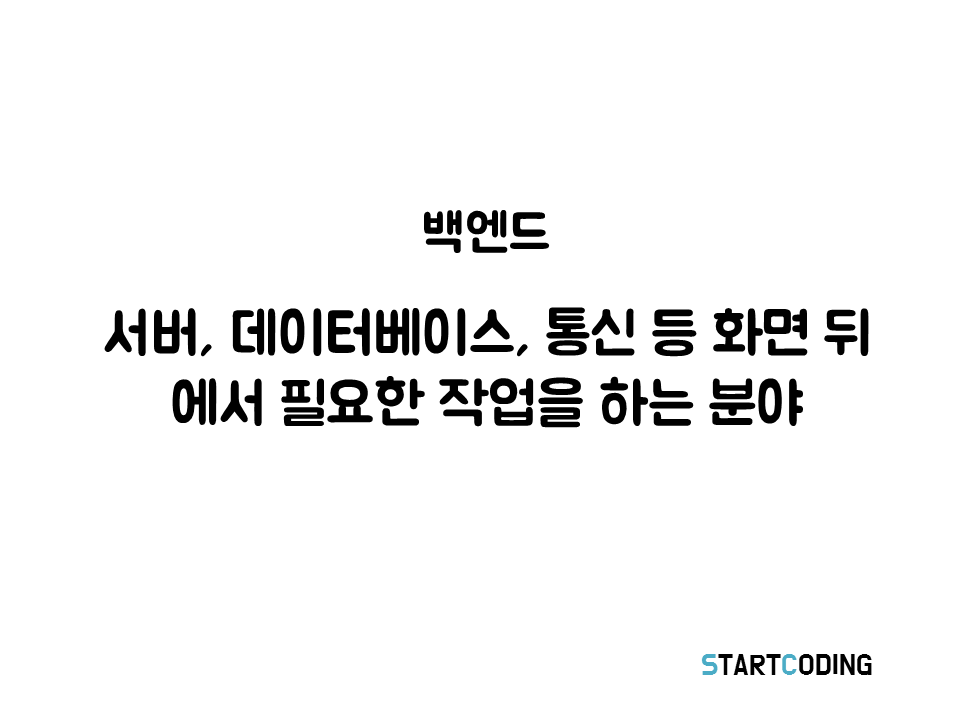 백엔드
서버, 데이터베이스, 통신 등 화면 뒤
에서 필요한 작업을 하는 분야
STARTCODING